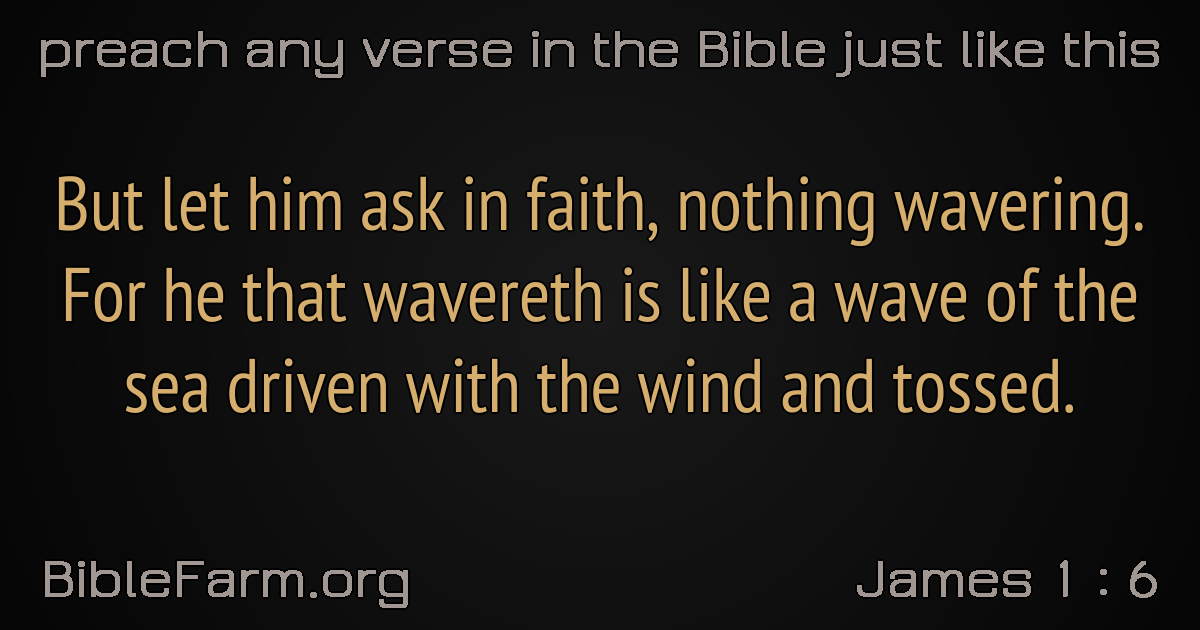 preach any verse in the Bible just like this
But let him ask in faith, nothing wavering.
For he that wavereth is like a wave of the
sea driven with the wind and tossed.
BibleFarm.org
James 1 : 6